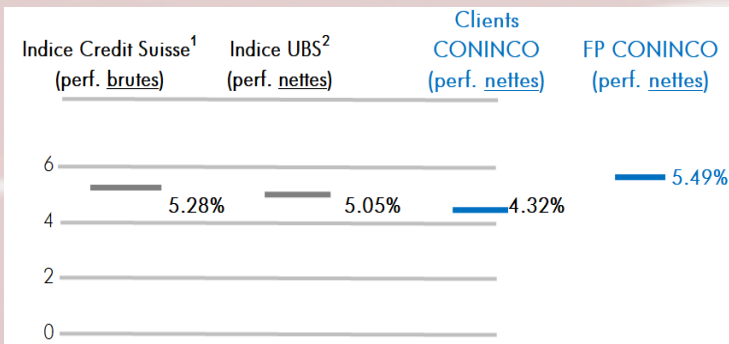 Indice Credit Suisse¹
(perf. brutes)
Indice UBS²
(perf. nettes)
Clients
CONINCO
(perf. nettes)
FP CONINCO
(perf. nettes)
6
5.28%
5.05%
4.32%
5.49%
4
2
0